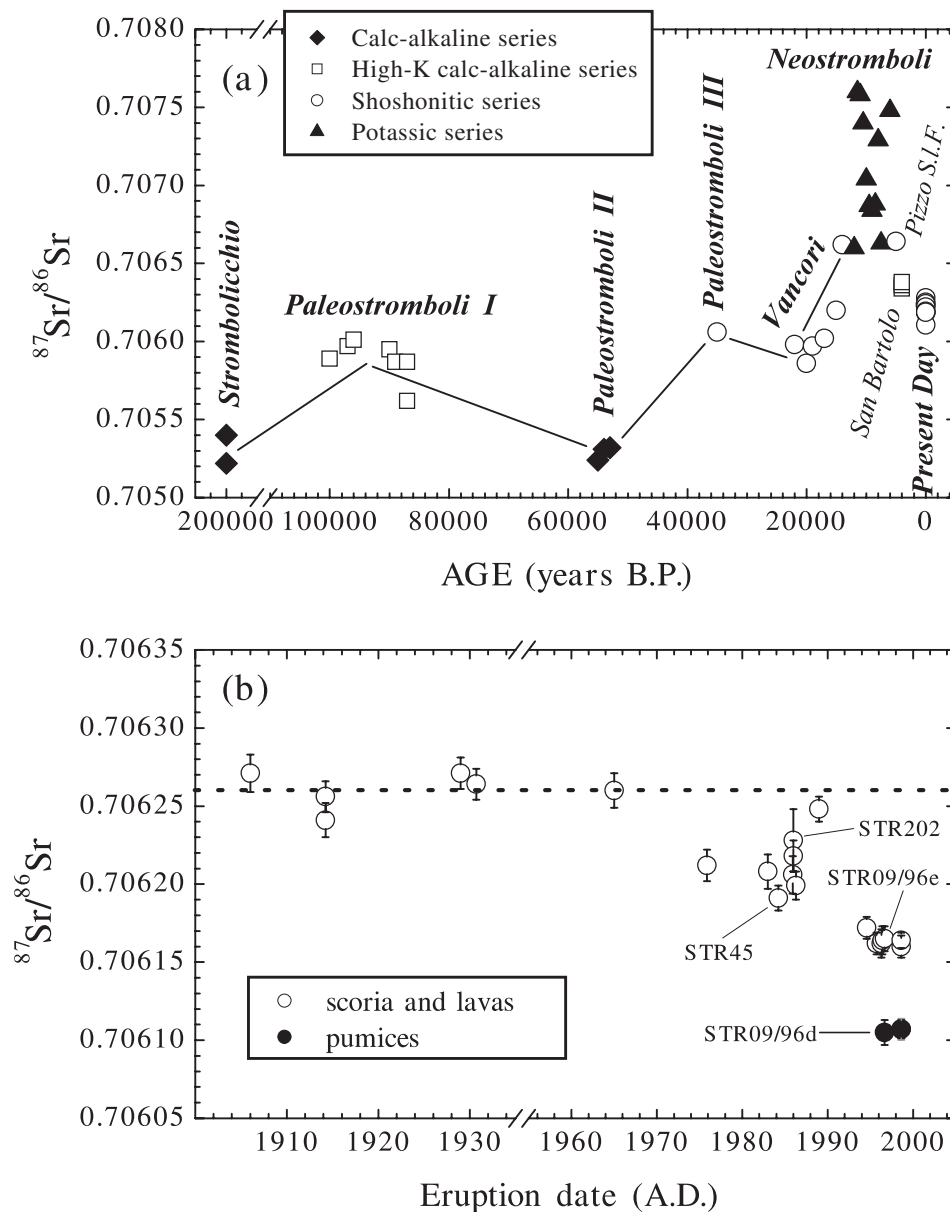 0.7080
0.7075
0.7070
0.7065
0.7060
0.7055
0.7050
87Sr/86Sr
(a)
Calc-alkaline series
High-K calc-alkaline series
Shoshonitic series
Potassic series
Strombolicchio
Paleostromboli I
Paleostromboli II
Paleostromboli III
Vancori
Neostromboli
Pizzo S.l.F.
San Bartolo
Present Day
200000 100000 80000 60000 40000 20000 0
AGE (years B.P.)
0.70635
0.70630
0.70625
0.70620
0.70615
0.70610
0.70605
87Sr/86Sr
(b)
STR202
STR09/96e
STR45
STR09/96d
scoria and lavas
pumices
1910 1920 1930 1960 1970 1980 1990 2000
Eruption date (A.D.)